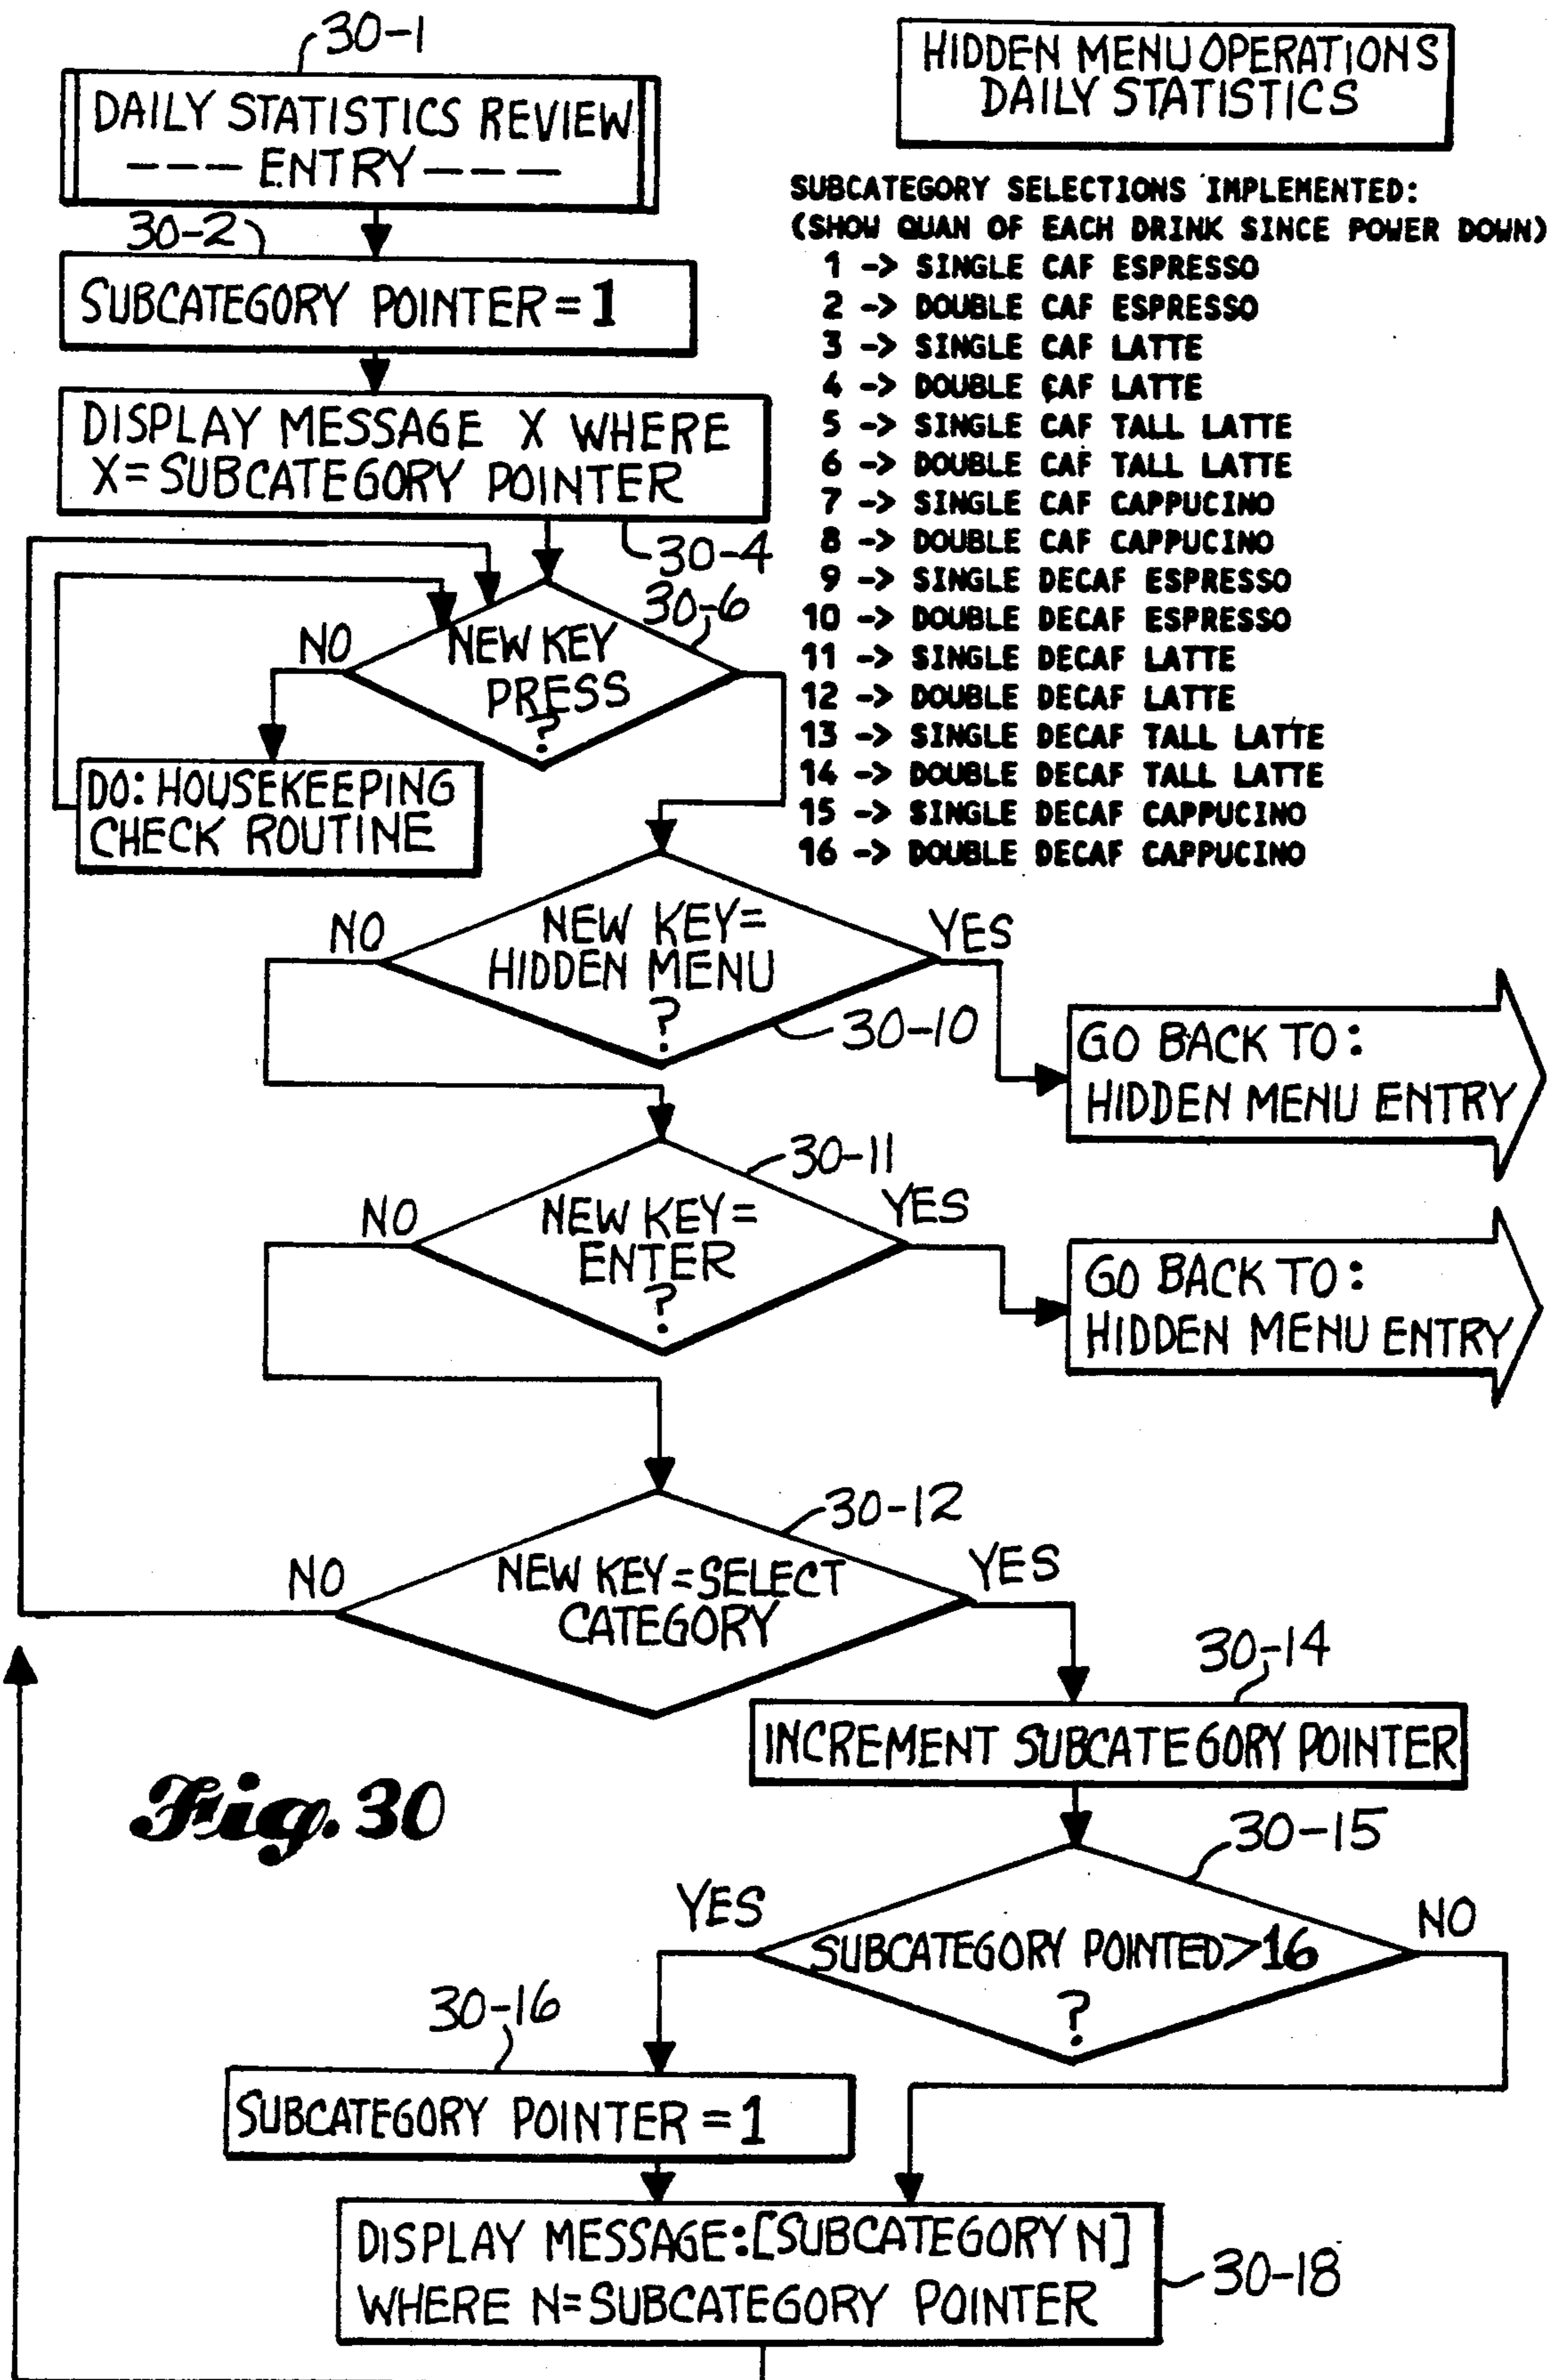 30-1
DAILY STATISTICS REVIEW
--- ENTRY ---
HIDDEN MENU OPERATIONS
DAILY STATISTICS
SUBCATEGORY SELECTIONS IMPLEMENTED:
(SHOW QUAN OF EACH DRINK SINCE POWER DOWN)
1 -> SINGLE CAF ESPRESSO
2 -> DOUBLE CAF ESPRESSO
3 -> SINGLE CAF LATTE
4 -> DOUBLE CAF LATTE
5 -> SINGLE CAF TALL LATTE
6 -> DOUBLE CAF TALL LATTE
7 -> SINGLE CAF CAPPUCINO
8 -> DOUBLE CAF CAPPUCINO
9 -> SINGLE DECAF ESPRESSO
10 -> DOUBLE DECAF ESPRESSO
11 -> SINGLE DECAF LATTE
12 -> DOUBLE DECAF LATTE
13 -> SINGLE DECAF TALL LATTE
14 -> DOUBLE DECAF TALL LATTE
15 -> SINGLE DECAF CAPPUCINO
16 -> DOUBLE DECAF CAPPUCINO
30-2
SUBCATEGORY POINTER = 1
DISPLAY MESSAGE X WHERE
X = SUBCATEGORY POINTER
30-4
30-6
NO
NEW KEY
PRESS
?
DO: HOUSEKEEPING
CHECK ROUTINE
NO
NEW KEY=
HIDDEN MENU
?
YES
30-10
GO BACK TO:
HIDDEN MENU ENTRY
30-11
NO
NEW KEY =
ENTER
?
YES
GO BACK TO:
HIDDEN MENU ENTRY
30-12
NO
NEW KEY = SELECT
CATEGORY
YES
30-14
INCREMENT SUBCATEGORY POINTER
Fig. 30
30-15
YES
SUBCATEGORY POINTED>16
?
NO
30-16
SUBCATEGORY POINTER = 1
DISPLAY MESSAGE:[SUBCATEGORY N]
WHERE N=SUBCATEGORY POINTER
30-18